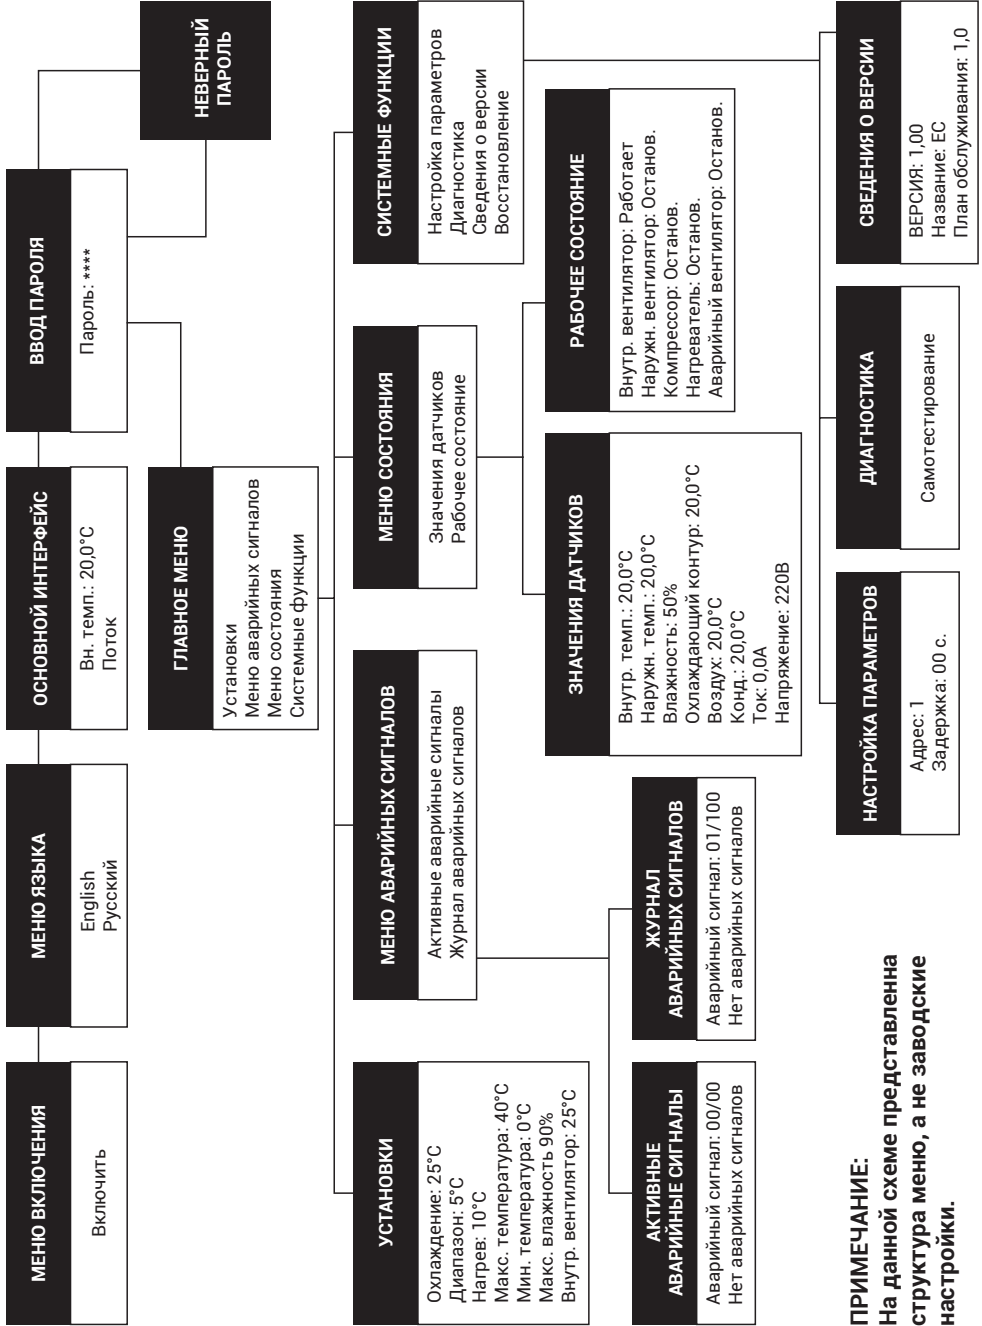 МЕНЮ ВКЛЮЧЕНИЯ
Включить
МЕНЮ ЯЗЫКА
English
Русский
ОСНОВНОЙ ИНТЕРФЕЙС
Вн. темп.: 20,0°C
Поток
ВВОД ПАРОЛЯ
Пароль: ****
НЕВЕРНЫЙ
ПАРОЛЬ
ГЛАВНОЕ МЕНЮ
Установки
Меню аварийных сигналов
Меню состояния
Системные функции
УСТАНОВКИ
Охлаждение: 25°C
Диапазон: 5°C
Нагрев: 10°C
Макс. температура: 40°C
Мин. температура: 0°C
Макс. влажность 90%
Внутр. вентилятор: 25°C
МЕНЮ АВАРИЙНЫХ СИГНАЛОВ
Активные аварийные сигналы
Журнал аварийных сигналов
МЕНЮ СОСТОЯНИЯ
Значения датчиков
Рабочее состояние
СИСТЕМНЫЕ ФУНКЦИИ
Настройка параметров
Диагностика
Сведения о версии
Восстановление
АКТИВНЫЕ
АВАРИЙНЫЕ СИГНАЛЫ
Аварийный сигнал: 00/00
Нет аварийных сигналов
ЖУРНАЛ
АВАРИЙНЫХ СИГНАЛОВ
Аварийный сигнал: 01/100
Нет аварийных сигналов
ЗНАЧЕНИЯ ДАТЧИКОВ
Внутр. темп.: 20,0°C
Наружн. темп.: 20,0°C
Влажность: 50%
Охлаждающий контур: 20,0°C
Воздух: 20,0°C
Конд.: 20,0°C
Ток: 0,0А
Напряжение: 220В
РАБОЧЕЕ СОСТОЯНИЕ
Внутр. вентилятор: Работает
Наружн. вентилятор: Останов.
Компрессор: Останов.
Нагреватель: Останов.
Аварийный вентилятор: Останов.
НАСТРОЙКА ПАРАМЕТРОВ
Адрес: 1
Задержка: 00 с.
ДИАГНОСТИКА
Самотестирование
СВЕДЕНИЯ О ВЕРСИИ
ВЕРСИЯ: 1,00
Название: ЕС
План обслуживания: 1,0
ПРИМЕЧАНИЕ:
На данной схеме представленна
структура меню, а не заводские
настройки.